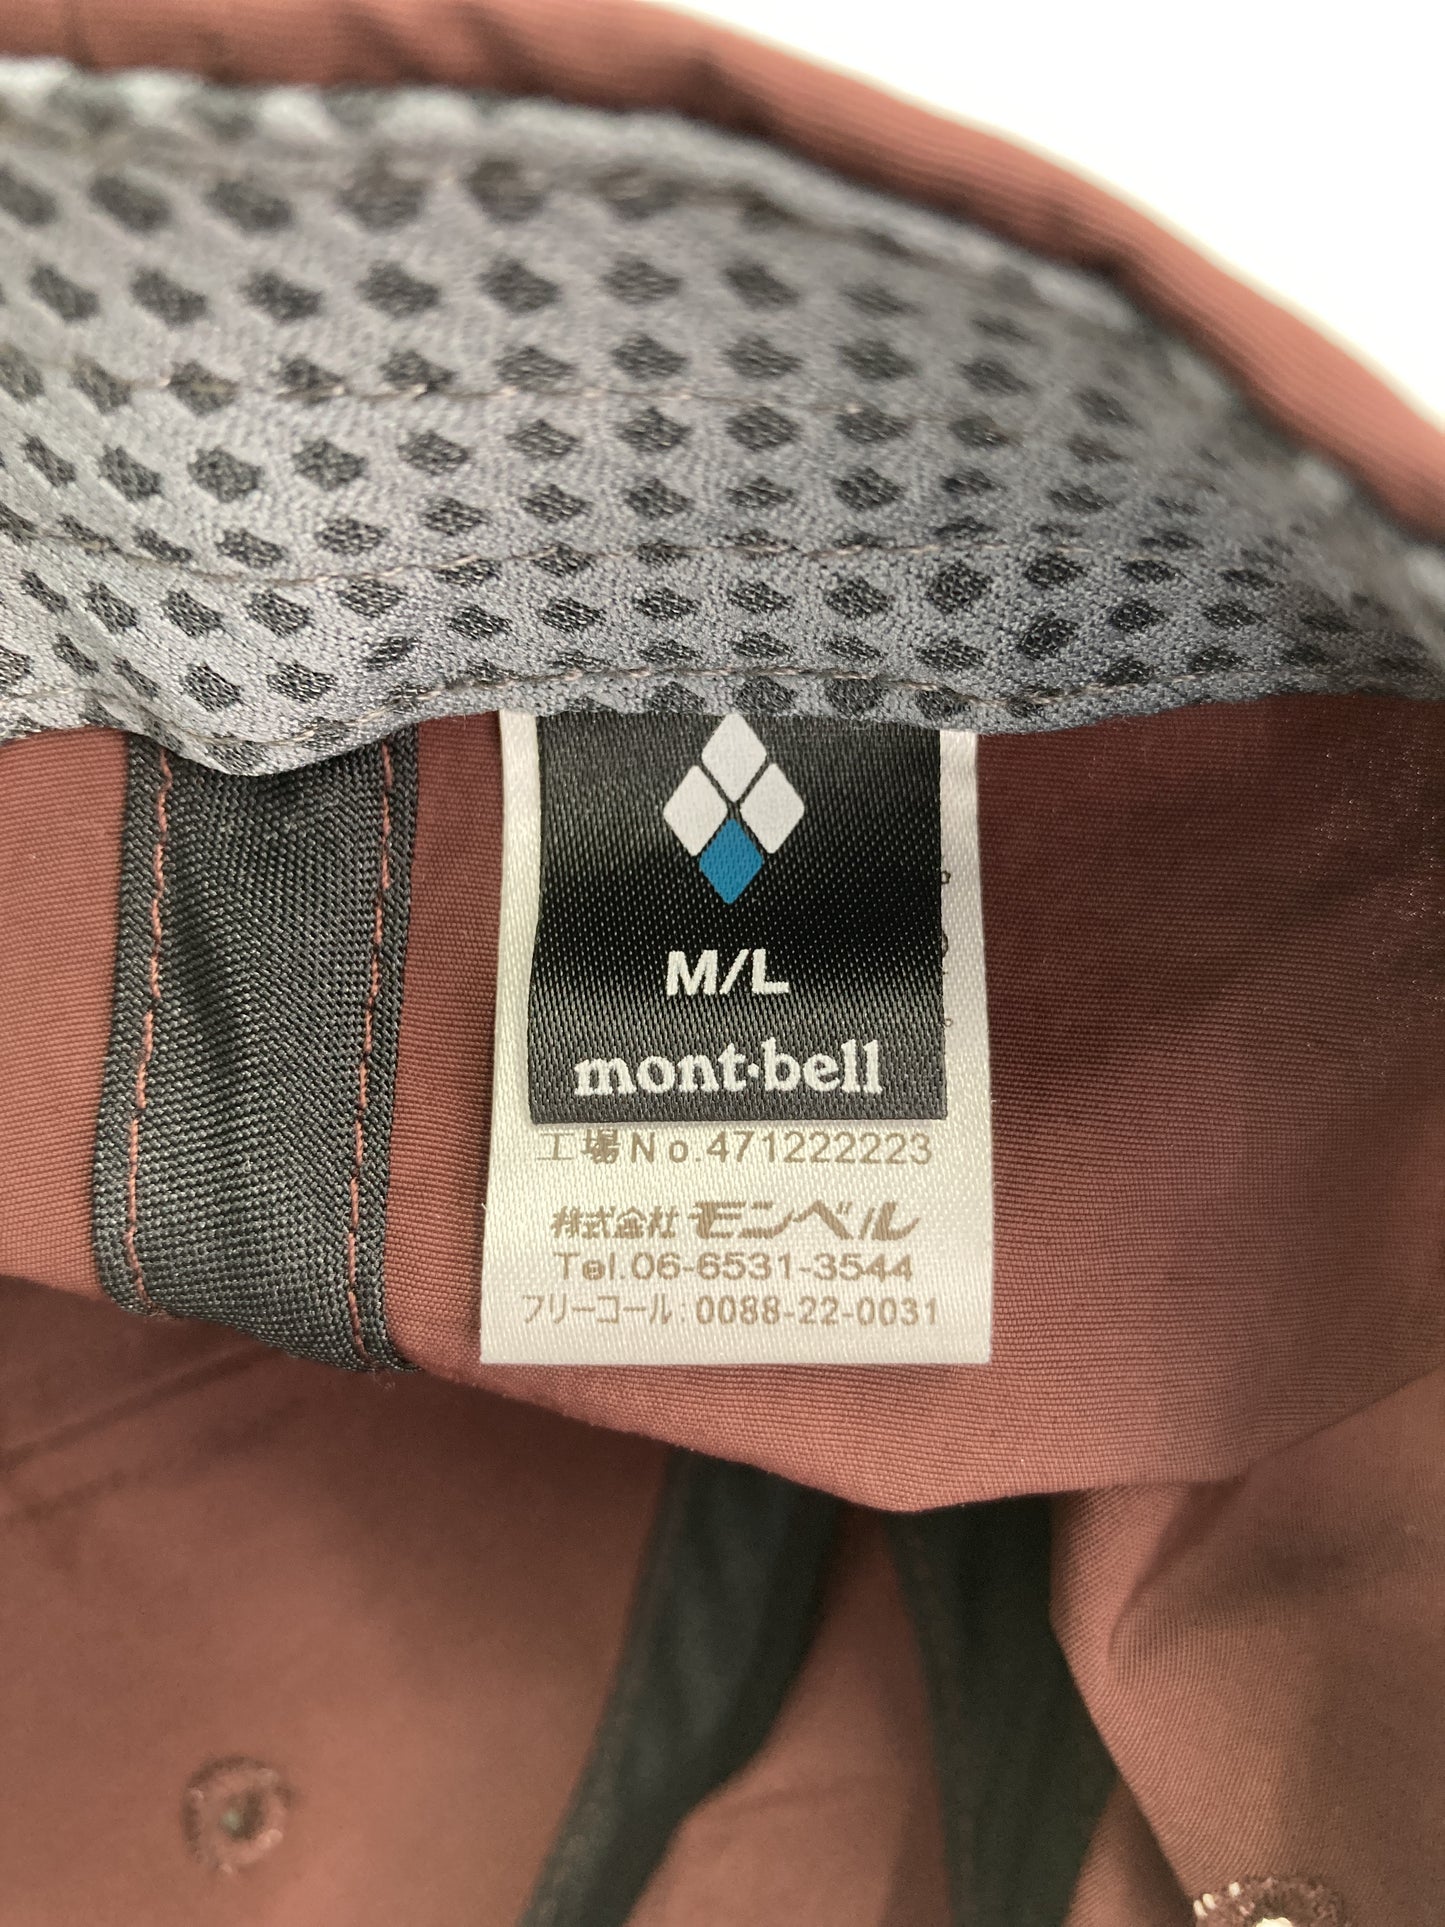 M/L
mont·bell
工場No.471222223
株式会社モンベル
Tel.06-6531-3544
フリーコール:0088-22-0031